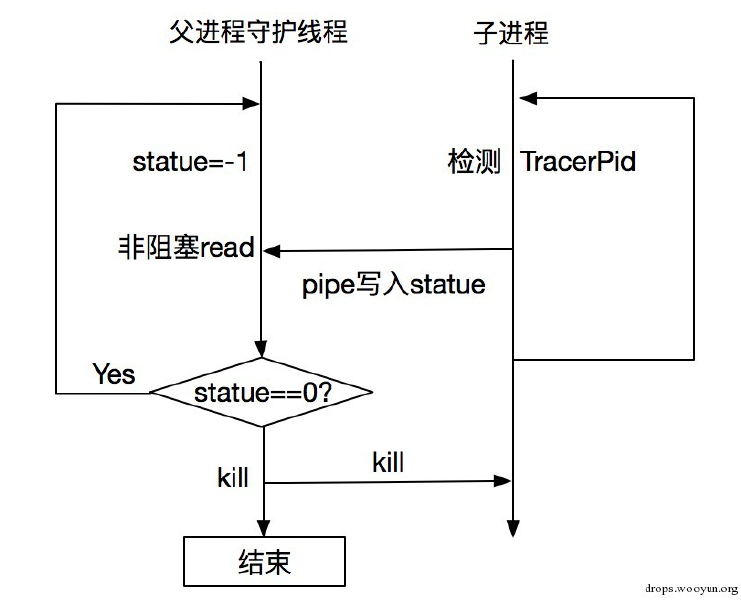 父进程守护线程
子进程
statue=-1
检测 TracerPid
非阻塞read
pipe写入statue
Yes
statue==0?
kill
kill
结束
drops.wooyun.org